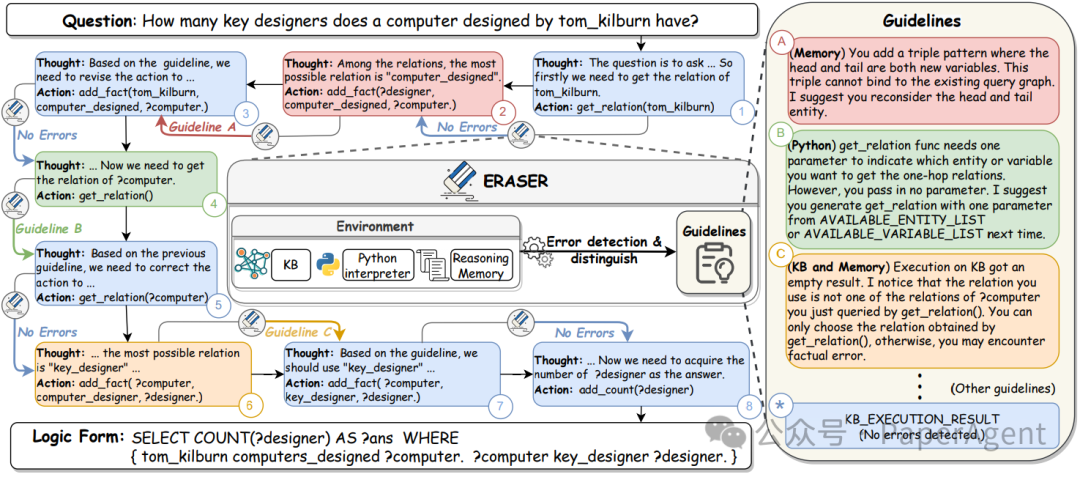 Question: How many key designers does a computer designed by tom_kilburn have?
Thought: The question is to ask ... So
firstly we need to get the relation of
tom_kilburn.
Action: get_relation(tom_kilburn)
1
No Errors
Thought: Among the relations, the most
possible relation is "computer_designed".
Action: add_fact(?designer,
computer_designed, ?computer.)
2
Guideline A
Thought: Based on the guideline, we
need to revise the action to ...
Action: add_fact(tom_kilburn,
computer_designed, ?computer.)
3
No Errors
Thought: ... Now we need to get
the relation of ?computer.
Action: get_relation()
4
Guideline B
Thought: Based on the previous
guideline, we need to correct the
action to ...
Action: get_relation(?computer)
5
No Errors
Thought: ... the most possible relation
is "key_designer" ...
Action: add_fact( ?computer,
computer_designer, ?designer.)
6
Guideline C
Thought: Based on the guideline, we
should use "key_designer" ...
Action: add_fact( ?computer,
key_designer, ?designer.)
7
No Errors
Thought: ... Now we need to acquire the
number of ?designer as the answer.
Action: add_count(?designer)
8
ERASER
Environment
KB
Python
interpreter
Reasoning
Memory
Error detection &
distinguish
Guidelines
Logic Form: SELECT COUNT(?designer) AS ?ans WHERE
{ tom_kilburn computers_designed ?computer. ?computer key_designer ?designer. }
Guidelines
A
(Memory) You add a triple pattern where the
head and tail are both new variables. This
triple cannot bind to the existing query graph.
I suggest you reconsider the head and tail
entity.
B
(Python) get_relation func needs one
parameter to indicate which entity or variable
you want to get the one-hop relations.
However, you pass in no parameter. I suggest
you generate get_relation with one parameter
from AVAILABLE_ENTITY_LIST
or AVAILABLE_VARIABLE_LIST next time.
C
(KB and Memory) Execution on KB got an
empty result. I notice that the relation you
use is not one of the relations of ?computer
you just queried by get_relation(). You can
only choose the relation obtained by
get_relation(), otherwise, you may encounter
factual error.
(Other guidelines)
*
KB_EXECUTION_RESULT
(No errors detected.)
公众号 · PaperAgent